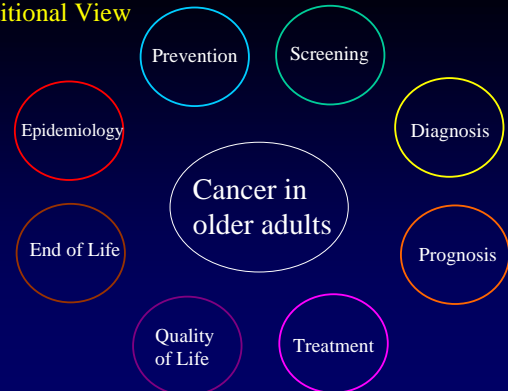 itional View
Prevention
Screening
Epidemiology
Diagnosis
Cancer in
older adults
End of Life
Prognosis
Quality
of Life
Treatment